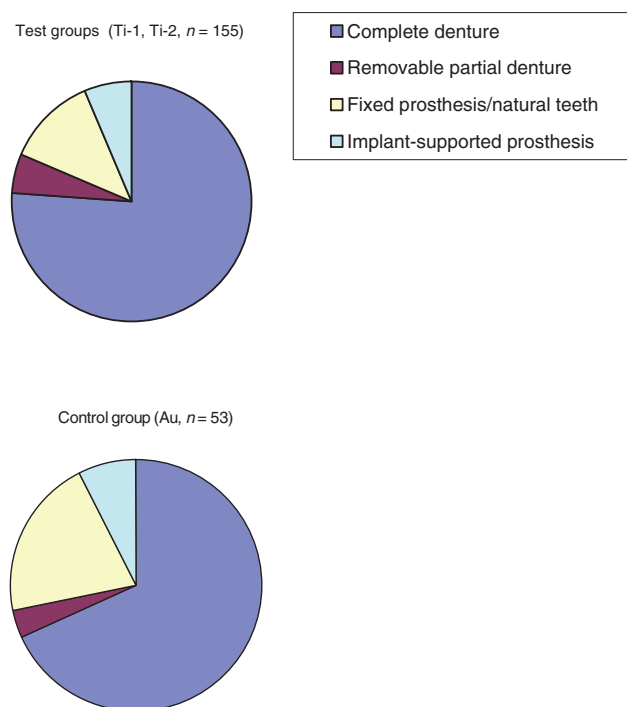 Test groups (Ti-1, Ti-2, n = 155)
Complete denture
Removable partial denture
Fixed prosthesis/natural teeth
Implant-supported prosthesis
Control group (Au, n = 53)